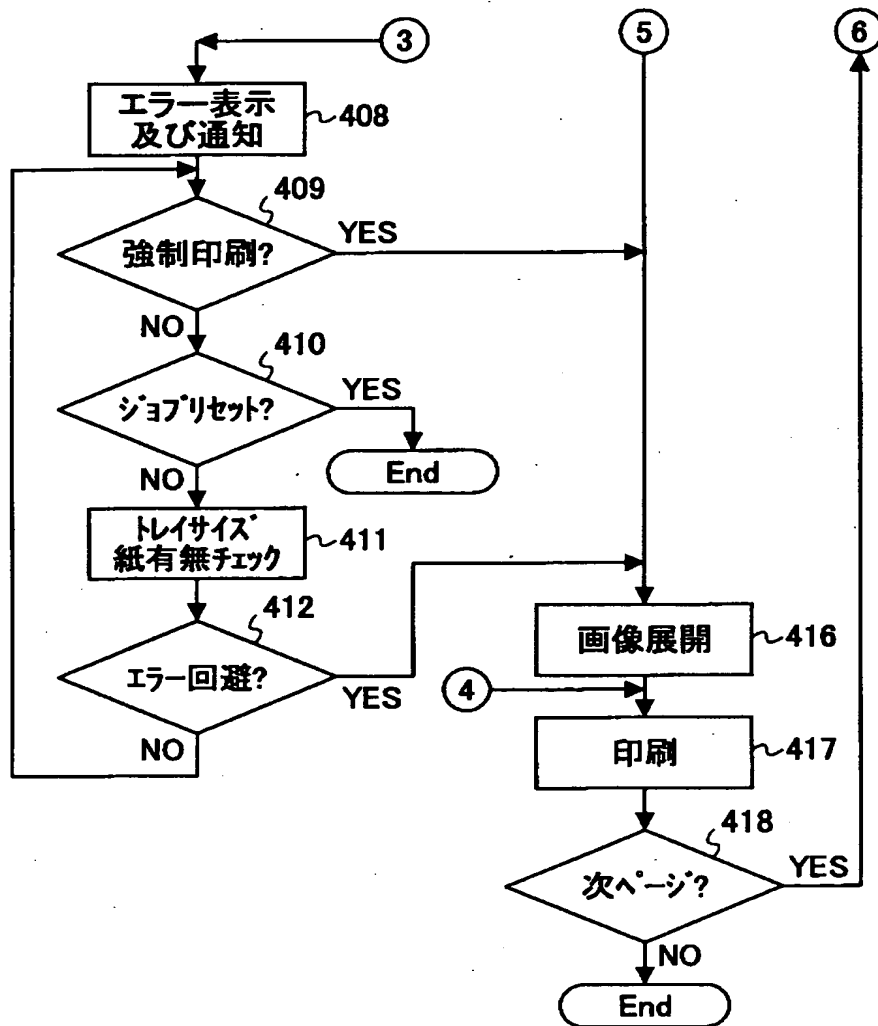 3
5
6
エラー表示
及び通知
408
409
強制印刷?
YES
NO
410
ジョブリセット?
YES
NO
End
トレイサイズ
紙有無チェック
411
412
エラー回避?
YES
NO
画像展開
416
4
印刷
417
418
次ページ?
YES
NO
End